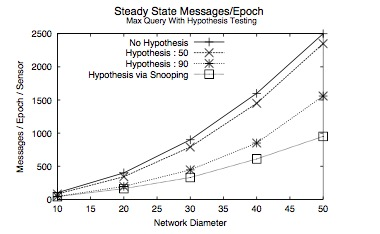 Steady State Messages/Epoch
Max Query With Hypothesis Testing
No Hypothesis
Hypothesis : 50
Hypothesis : 90
Hypothesis via Snooping
Messages / Epoch / Sensor
2500
2000
1500
1000
500
0
10 15 20 25 30 35 40 45 50
Network Diameter